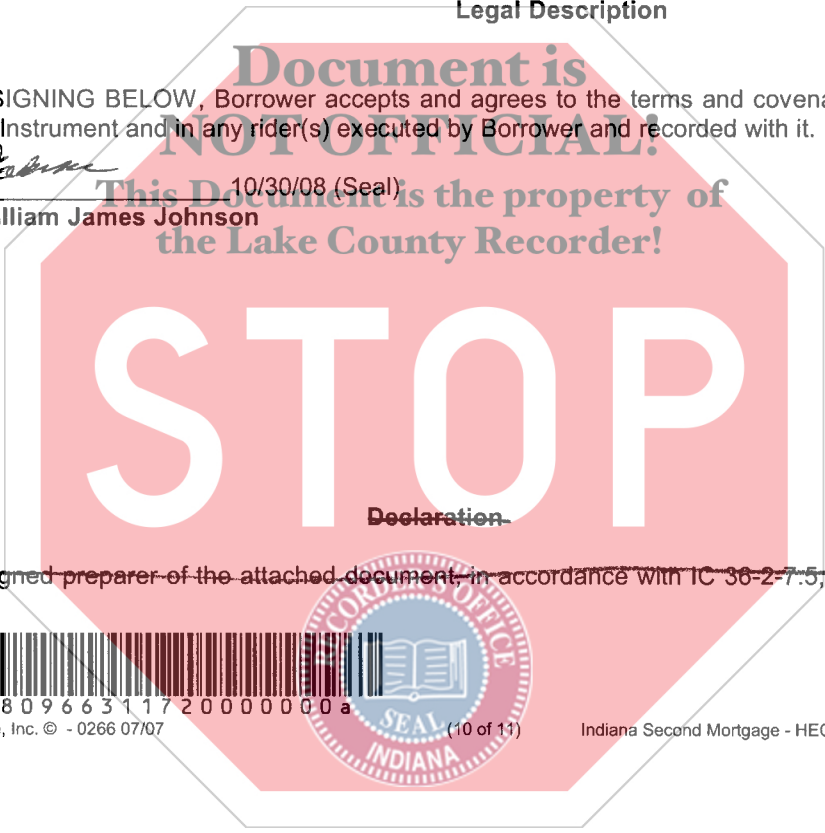 Legal Description
Document is
SIGNING BELOW, Borrower accepts and agrees to the terms and covena
Instrument and in any rider(s) executed by Borrower and recorded with it.
NOT OFFICIAL!
10/30/08 (Seal)
This Document is the property of
lliam James Johnson
the Lake County Recorder!
STOP
Declaration
gned preparer of the attached document, in accordance with IC 36-2-7.5,
RECORDER'S OFFICE
SEAL
INDIANA
80966311720000000a
, Inc. © - 0266 07/07
(10 of 11)
Indiana Second Mortgage - HEC